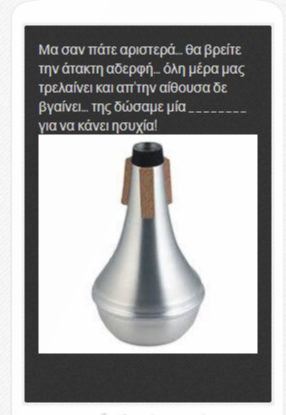 Μα σαν πάτε αριστερά... θα βρείτε
την άτακτη αδερφή... όλη μέρα μας
τρελαίνει και απ'την αίθουσα δε
βγαίνει... της δώσαμε μία _ _ _ _ _ _ _ _
για να κάνει ησυχία!